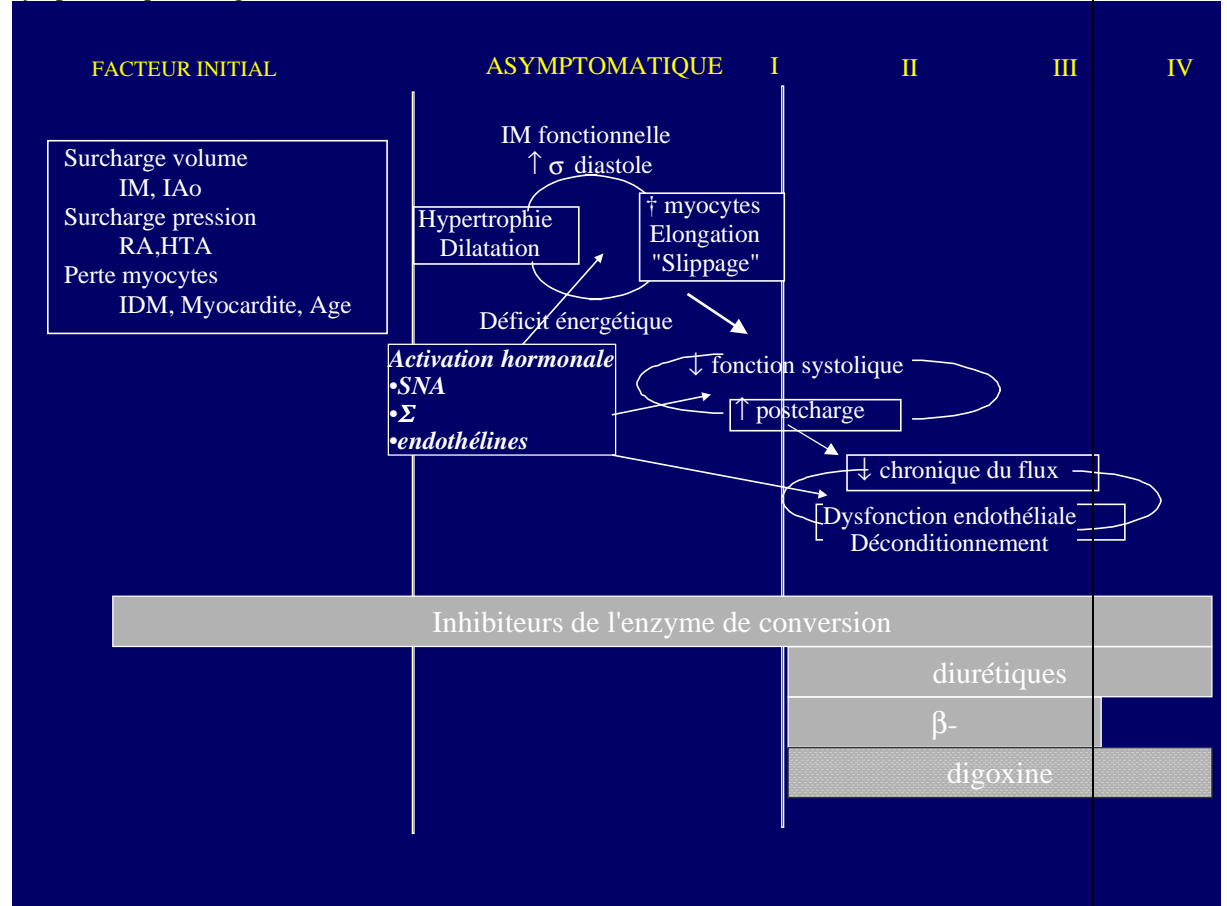 FACTEUR INITIAL ASYMPTOMATIQUE I II III IV
Surcharge volume
IM, IAo
Surcharge pression
RA,HTA
Perte myocytes
IDM, Myocardite, Age
IM fonctionnelle
↑ σ diastole
Hypertrophie
Dilatation
† myocytes
Elongation
"Slippage"
Déficit énergétique
Activation hormonale
•SNA
•Σ
•endothélines
↓ fonction systolique
↑ postcharge
↓ chronique du flux
Dysfonction endothéliale
Déconditionnement
Inhibiteurs de l'enzyme de conversion
diurétiques
β-
digoxine